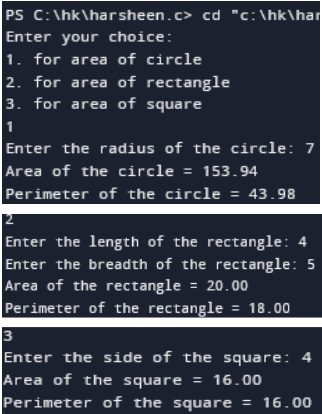 PS C:\hk\harsheen.c> cd "c:\hk\har
Enter your choice:
1. for area of circle
2. for area of rectangle
3. for area of square
1
Enter the radius of the circle: 7
Area of the circle = 153.94
Perimeter of the circle = 43.98
2
Enter the length of the rectangle: 4
Enter the breadth of the rectangle: 5
Area of the rectangle = 20.00
Perimeter of the rectangle = 18.00
3
Enter the side of the square: 4
Area of the square = 16.00
Perimeter of the square = 16.00